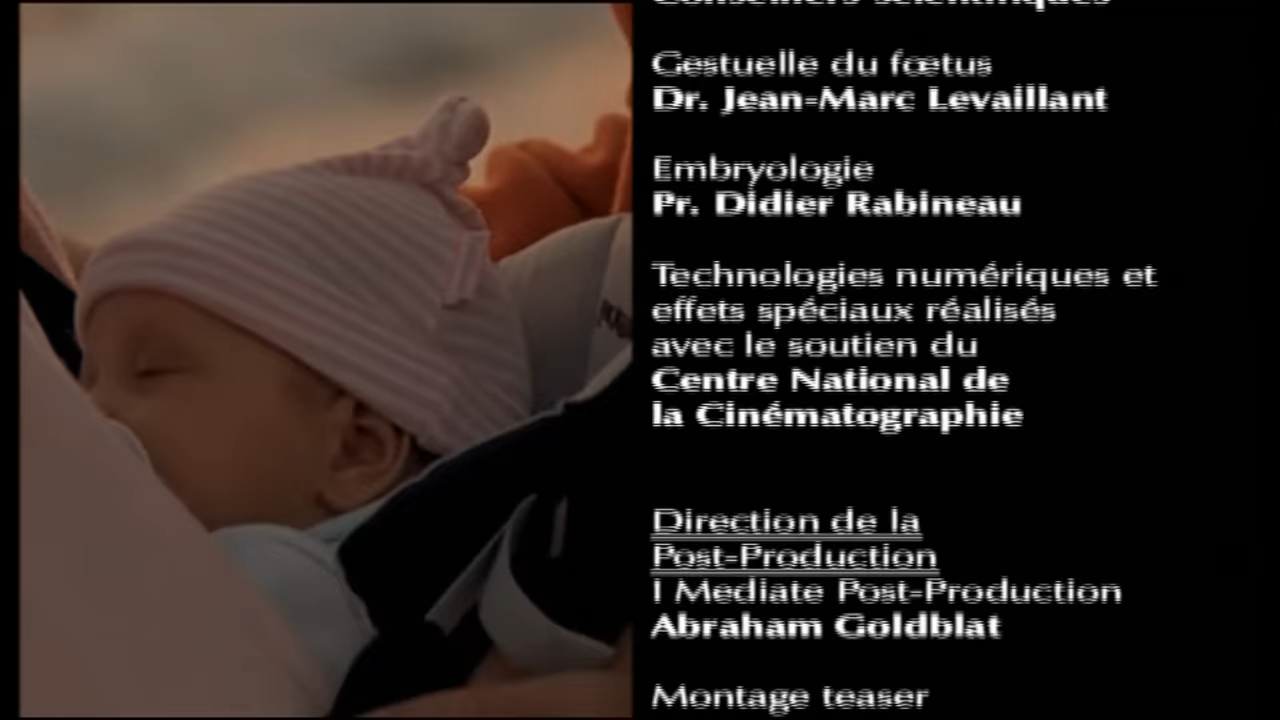 Conseillers scientifiques
Gestuelle du fœtus
Dr. Jean-Marc Levaillant
Embryologie
Pr. Didier Rabineau
Technologies numériques et
effets spéciaux réalisés
avec le soutien du
Centre National de
la Cinématographie
Direction de la
Post-Production
I Mediate Post-Production
Abraham Goldblat
Montage teaser